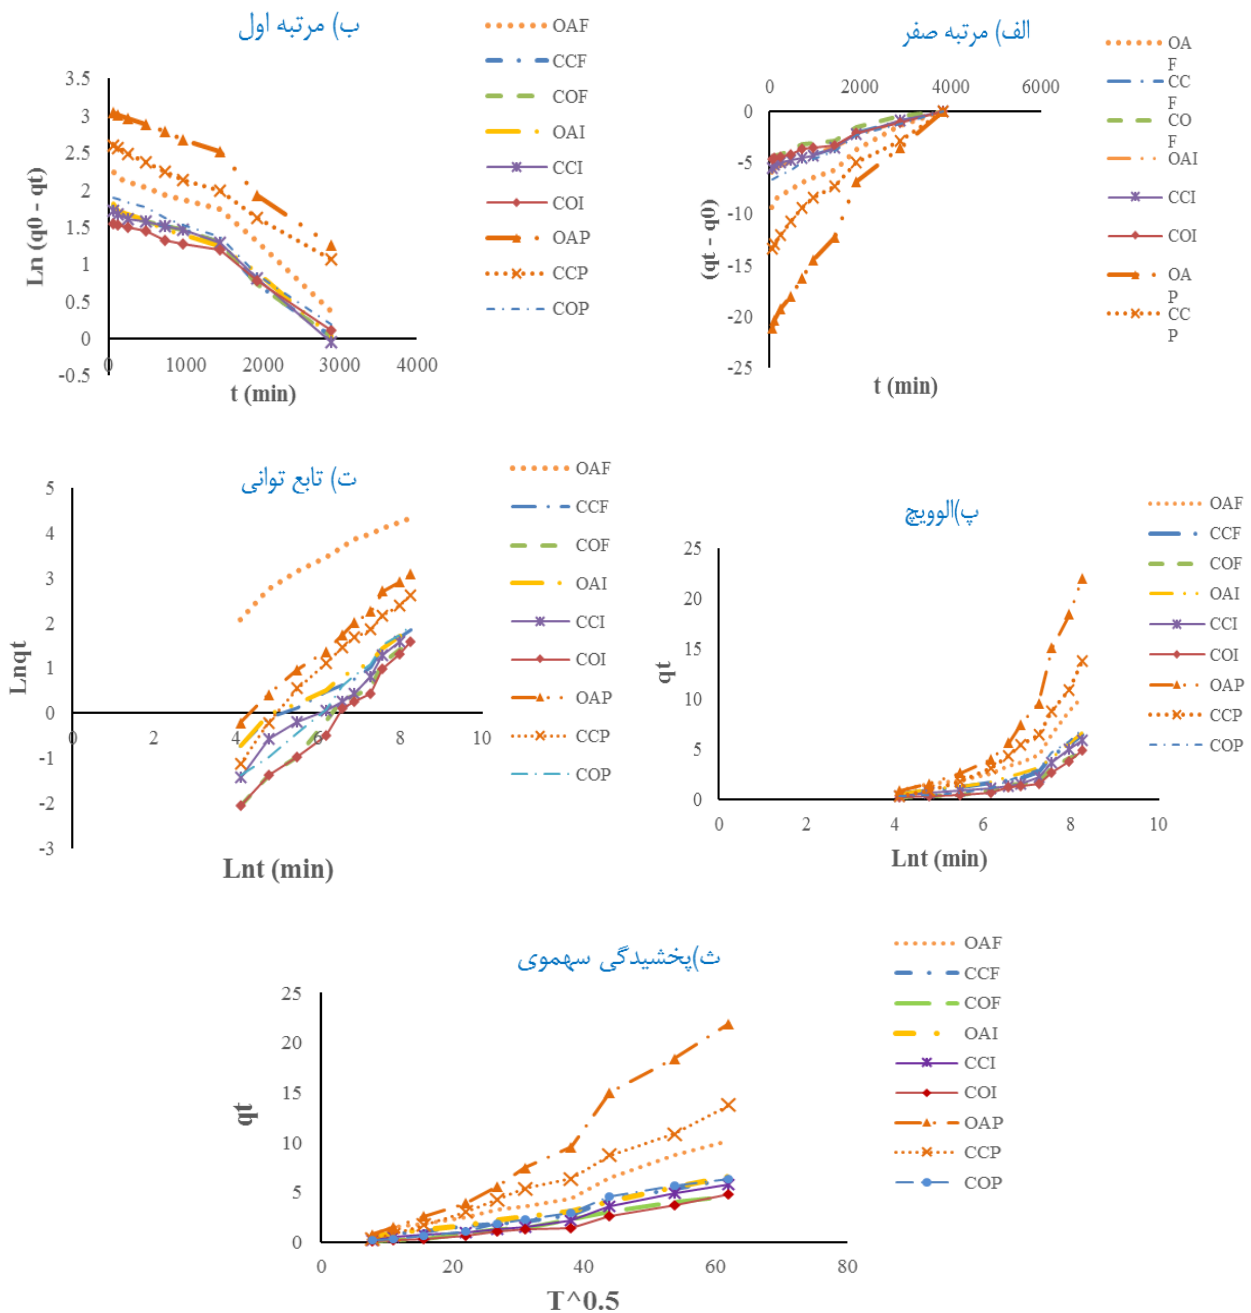 ب) مرتبه اول
Ln (q0 - qt)
3.5
3
2.5
2
1.5
1
0.5
0
-0.5
0
1000
2000
3000
4000
t (min)
OAF
CCF
COF
OAI
CCI
COI
OAP
CCP
COP
الف) مرتبه صفر
0
2000
4000
6000
(qt - q0)
0
-5
-10
-15
-20
-25
t (min)
OA
F
CC
F
CO
F
OAI
CCI
COI
OA
P
CC
P
ت) تابع توانی
Lnqt
5
4
3
2
1
0
-1
-2
-3
0
2
4
6
8
10
Lnt (min)
OAF
CCF
COF
OAI
CCI
COI
OAP
CCP
COP
پ)الوویچ
qt
25
20
15
10
5
0
0
2
4
6
8
10
Lnt (min)
OAF
CCF
COF
OAI
CCI
COI
OAP
CCP
COP
ث)پخشیدگی سهموی
qt
25
20
15
10
5
0
0
20
40
60
80
T^0.5
OAF
CCF
COF
OAI
CCI
COI
OAP
CCP
COP